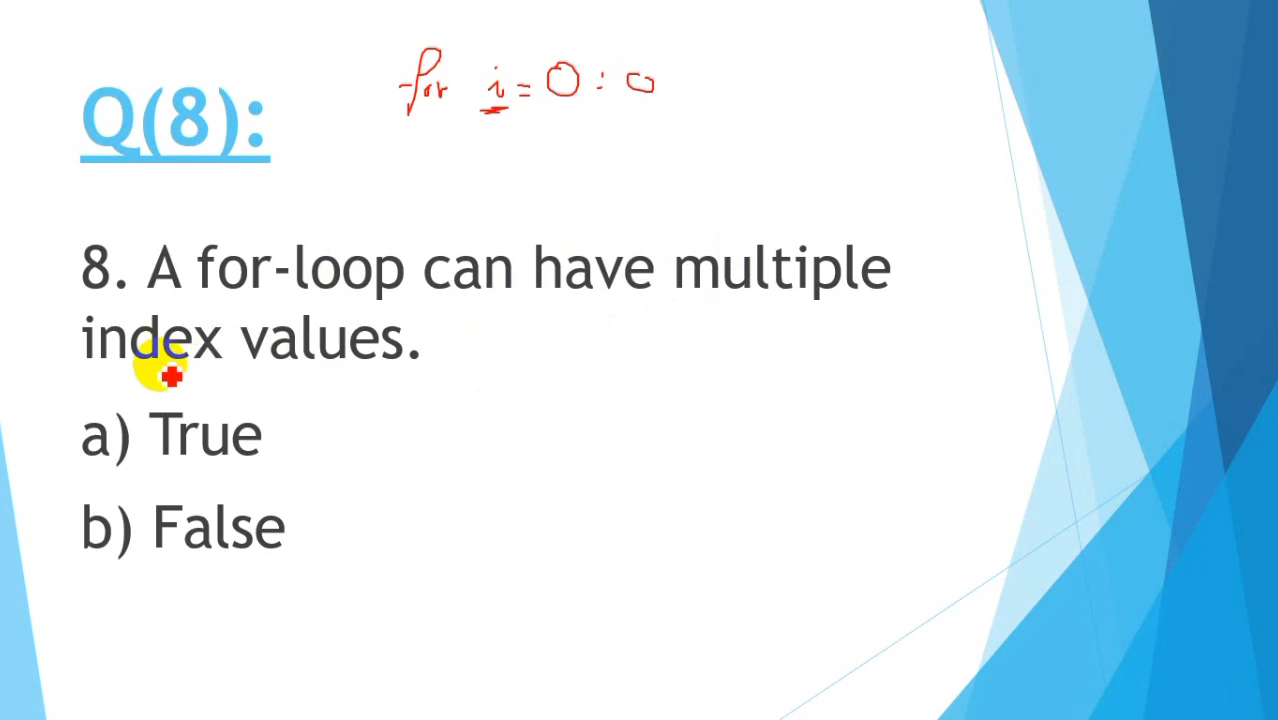 for i = 0 : 0
Q(8):
8. A for-loop can have multiple
index values.
a) True
b) False